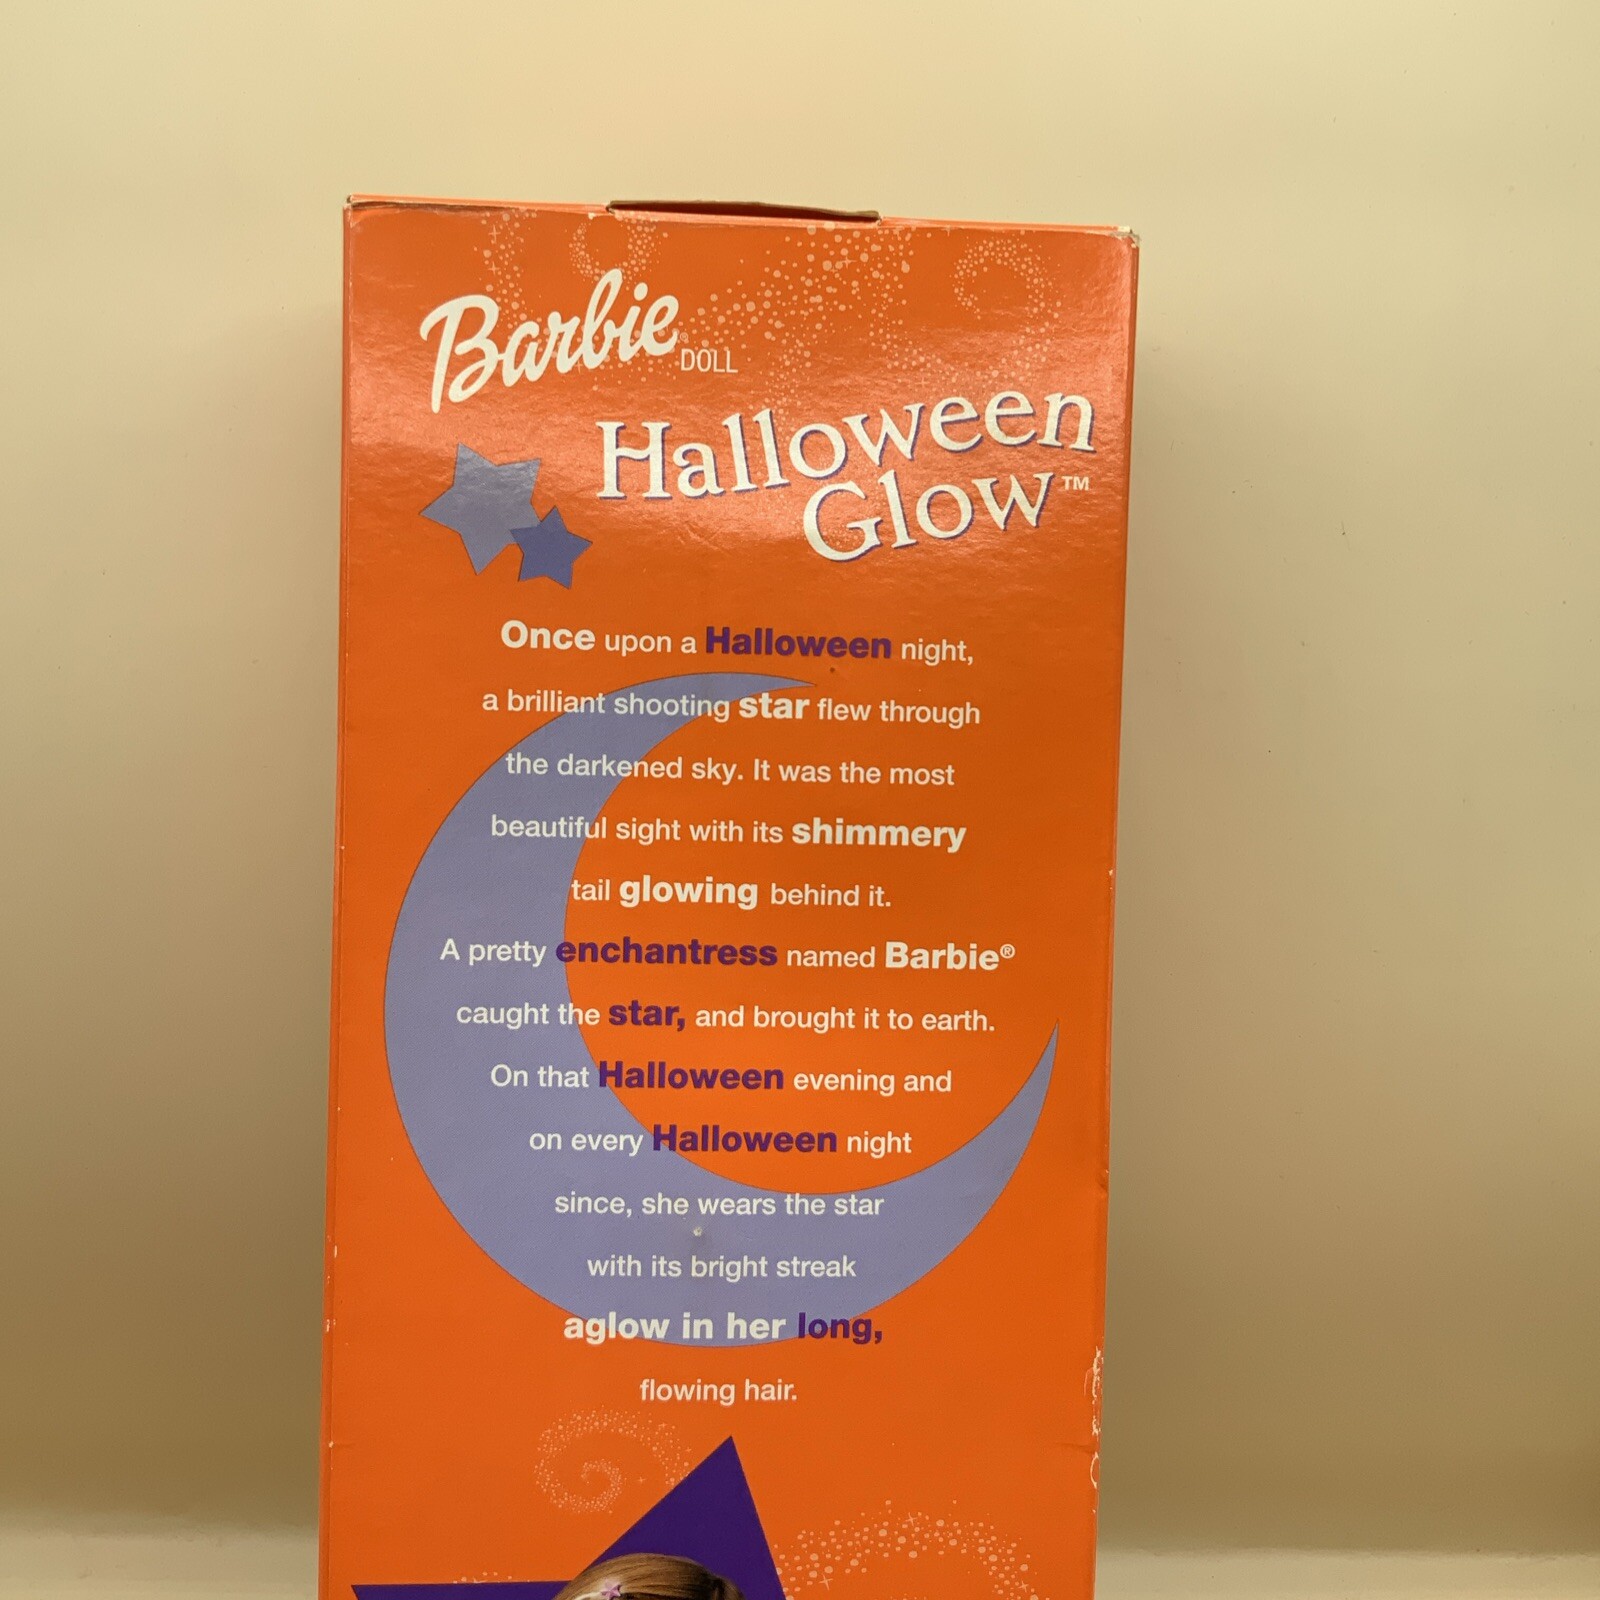 Barbie® DOLL
Halloween
Glow™
Once upon a Halloween night,
a brilliant shooting star flew through
the darkened sky. It was the most
beautiful sight with its shimmery
tail glowing behind it.
A pretty enchantress named Barbie®
caught the star, and brought it to earth.
On that Halloween evening and
on every Halloween night
since, she wears the star
with its bright streak
aglow in her long,
flowing hair.